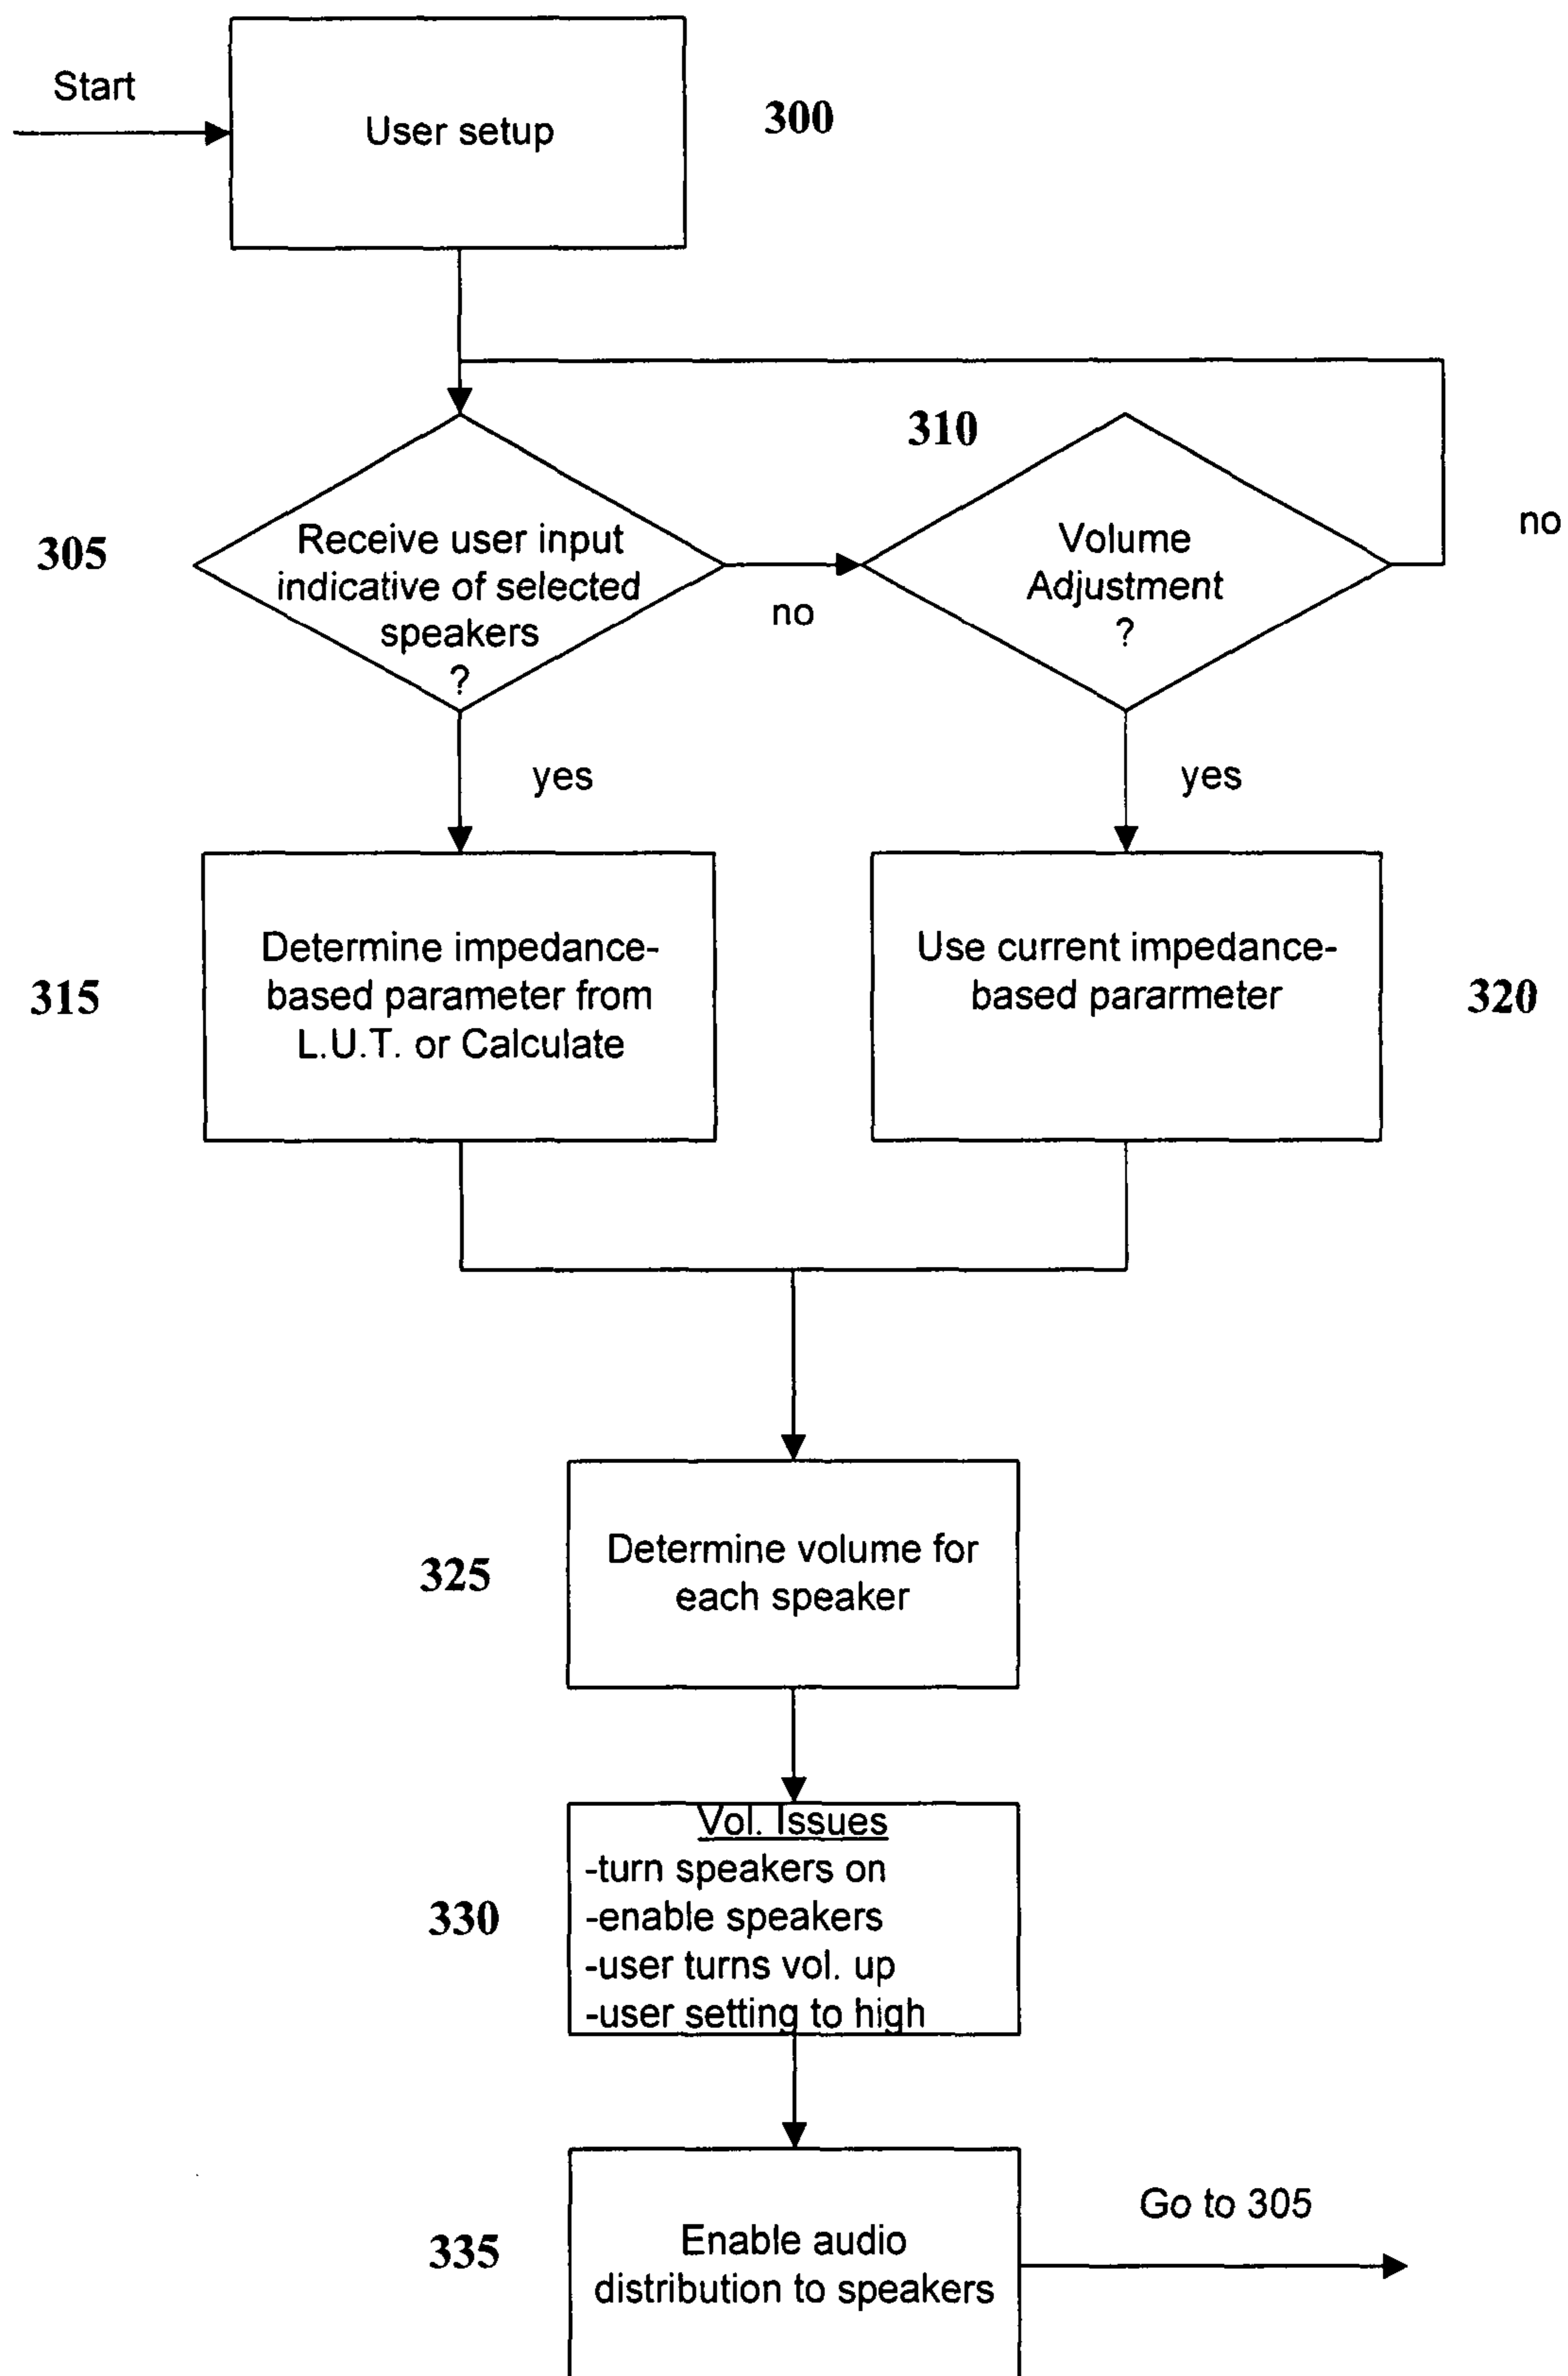 Start
User setup
300
310
305
Receive user input
indicative of selected
speakers
?
no
Volume
Adjustment
?
no
yes
yes
315
Determine impedance-
based parameter from
L.U.T. or Calculate
Use current impedance-
based pararmeter
320
325
Determine volume for
each speaker
330
Vol. Issues
-turn speakers on
-enable speakers
-user turns vol. up
-user setting to high
335
Enable audio
distribution to speakers
Go to 305